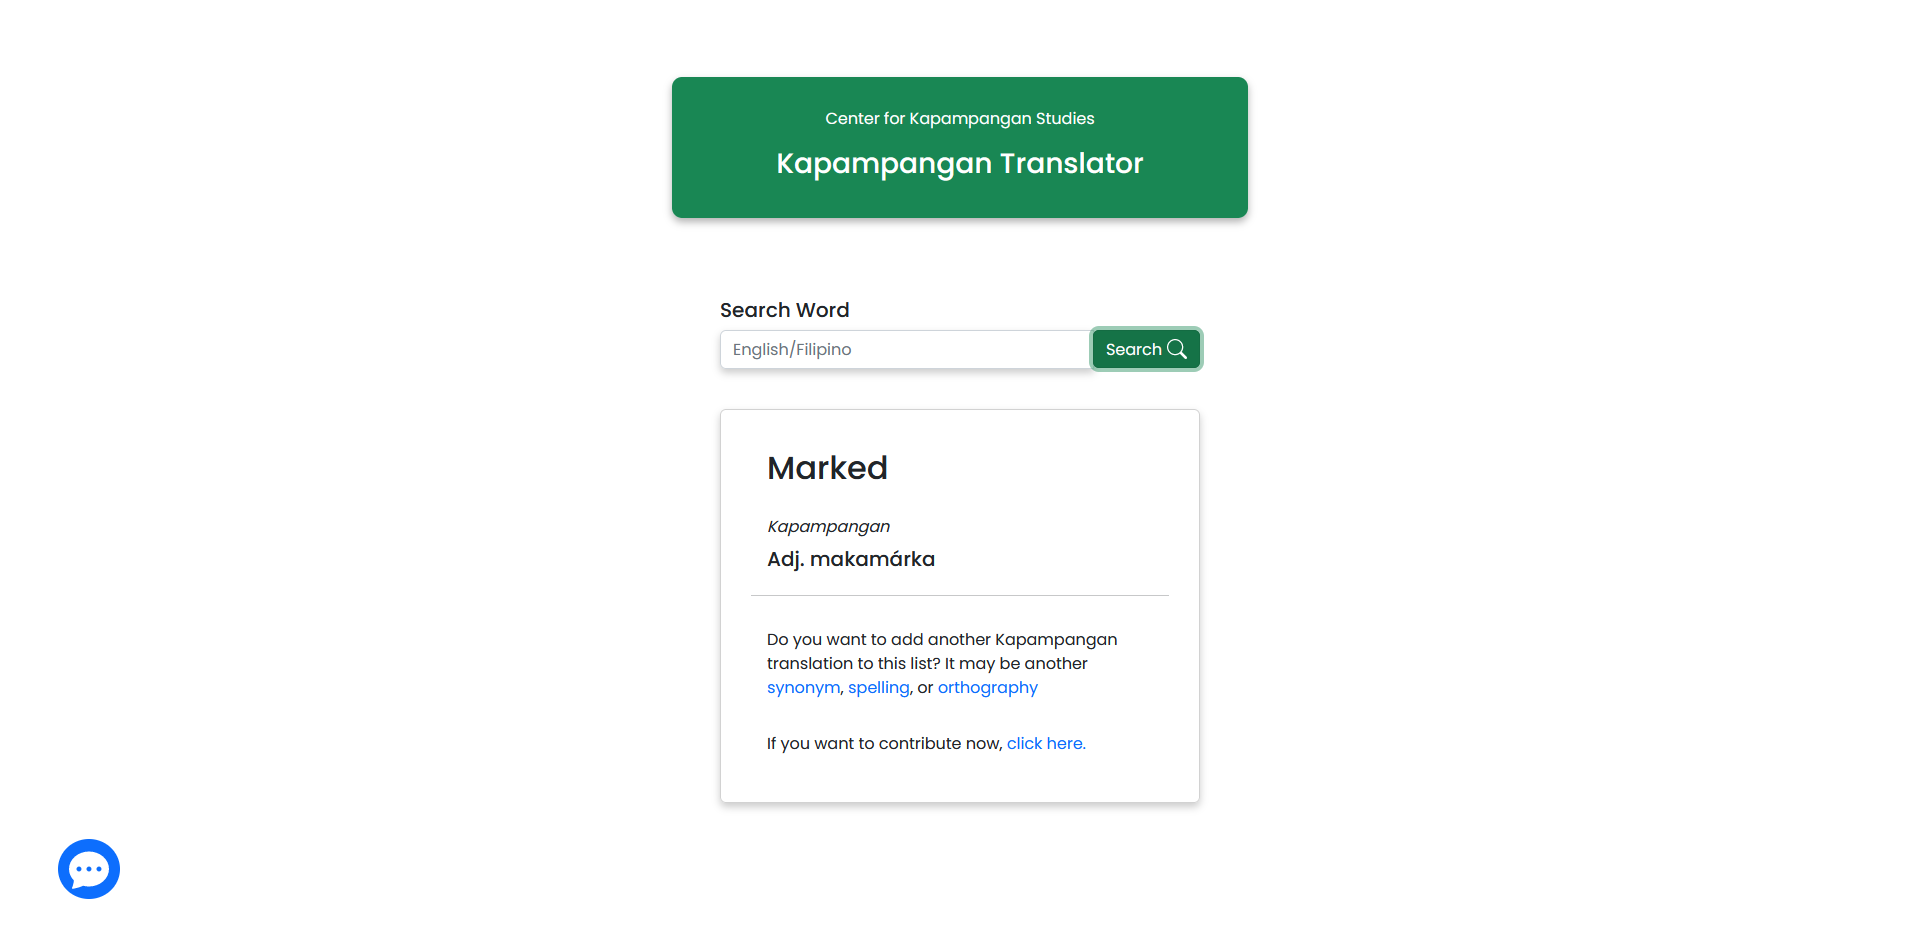 Center for Kapampangan Studies
Kapampangan Translator
Search Word
English/Filipino
Search
Marked
Kapampangan
Adj. makamárka
Do you want to add another Kapampangan
translation to this list? It may be another
synonym, spelling, or orthography
If you want to contribute now, click here.